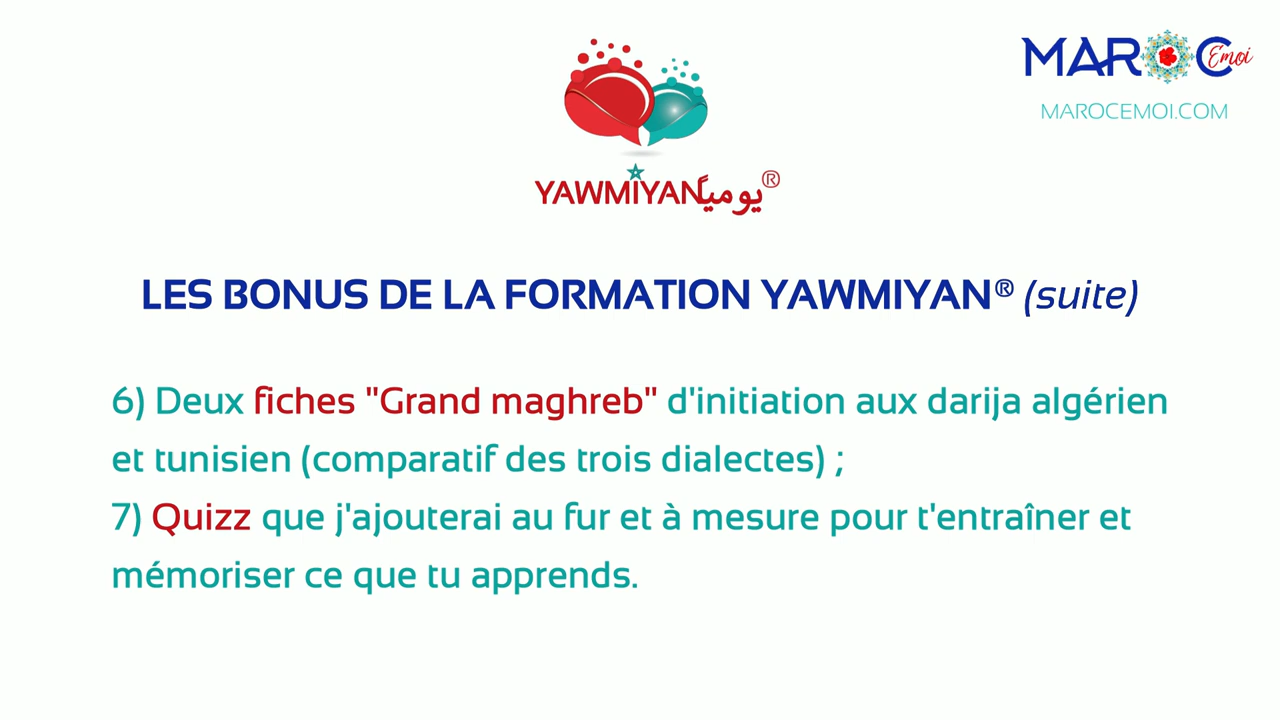 MAROC Emoi
MAROCEMOI.COM
YAWMIYAN يوميا®
LES BONUS DE LA FORMATION YAWMIYAN® (suite)
6) Deux fiches "Grand maghreb" d'initiation aux darija algérien
et tunisien (comparatif des trois dialectes) ;
7) Quizz que j'ajouterai au fur et à mesure pour t'entraîner et
mémoriser ce que tu apprends.